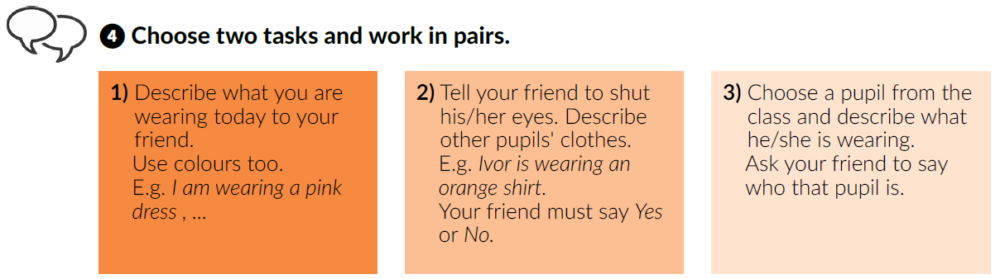 4 Choose two tasks and work in pairs.
1) Describe what you are
wearing today to your
friend.
Use colours too.
E.g. I am wearing a pink
dress , ...
2) Tell your friend to shut
his/her eyes. Describe
other pupils' clothes.
E.g. Ivor is wearing an
orange shirt.
Your friend must say Yes
or No.
3) Choose a pupil from the
class and describe what
he/she is wearing.
Ask your friend to say
who that pupil is.